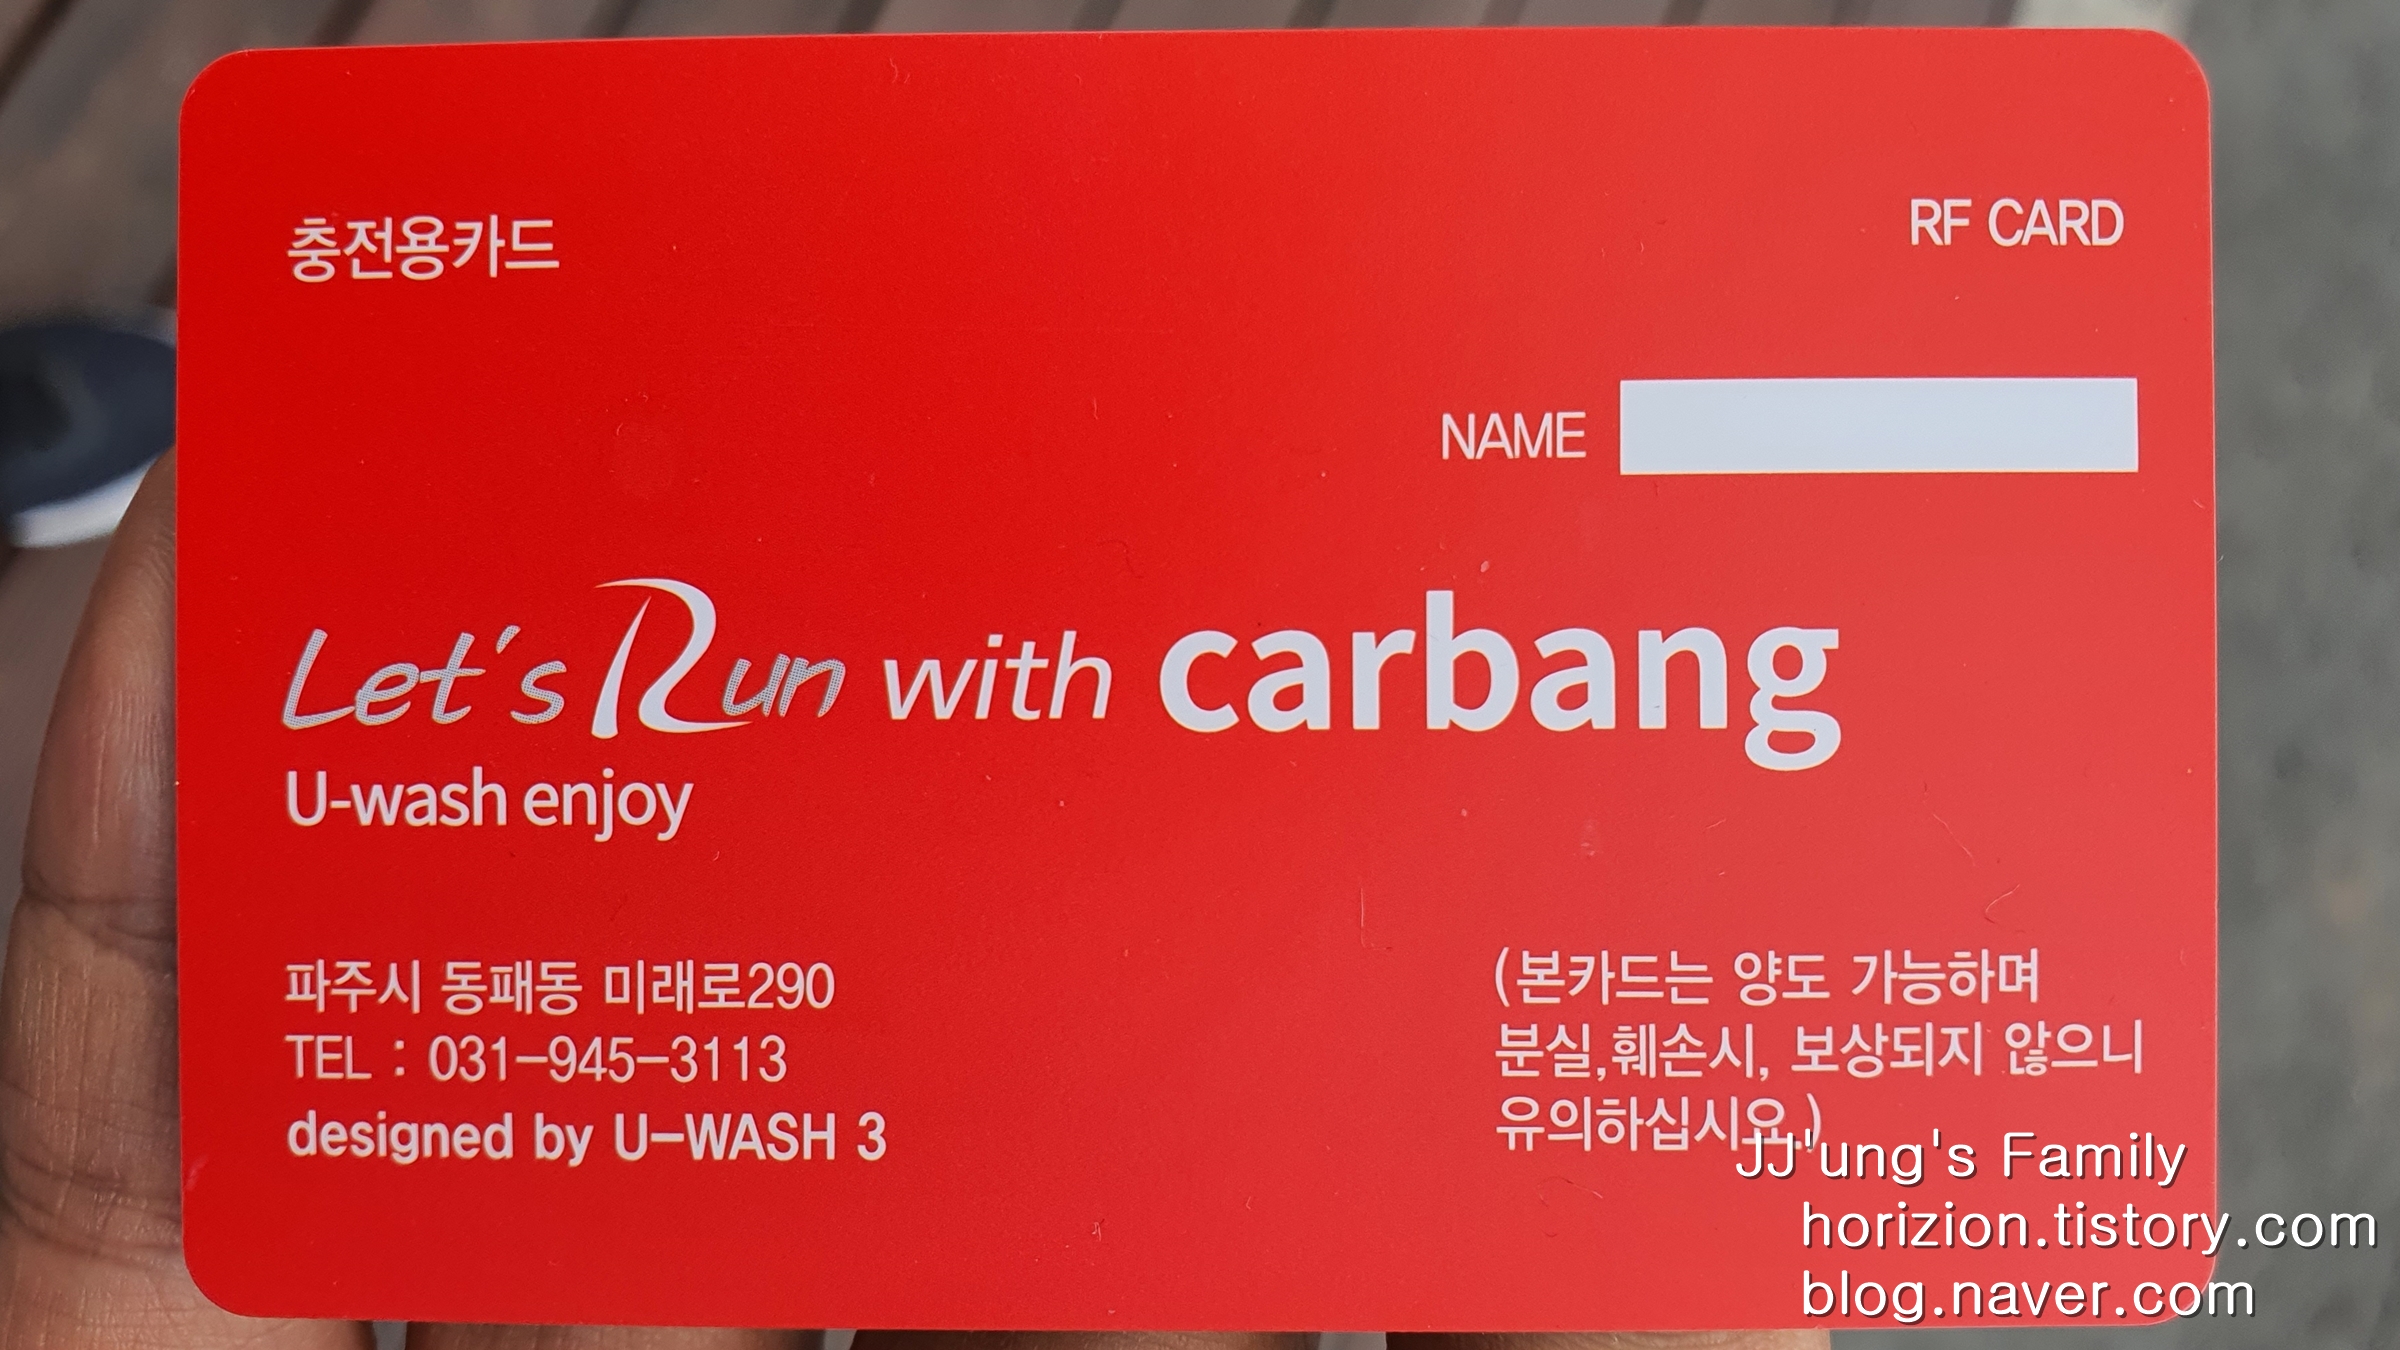 충전용카드
RF CARD
NAME
Let's Run with carbang
U-wash enjoy
파주시 동패동 미래로290
TEL : 031-945-3113
designed by U-WASH 3
(본카드는 양도 가능하며
분실,훼손시, 보상되지 않으니
유의하십시요.)
JJ'ung's Family
horizion.tistory.com
blog.naver.com